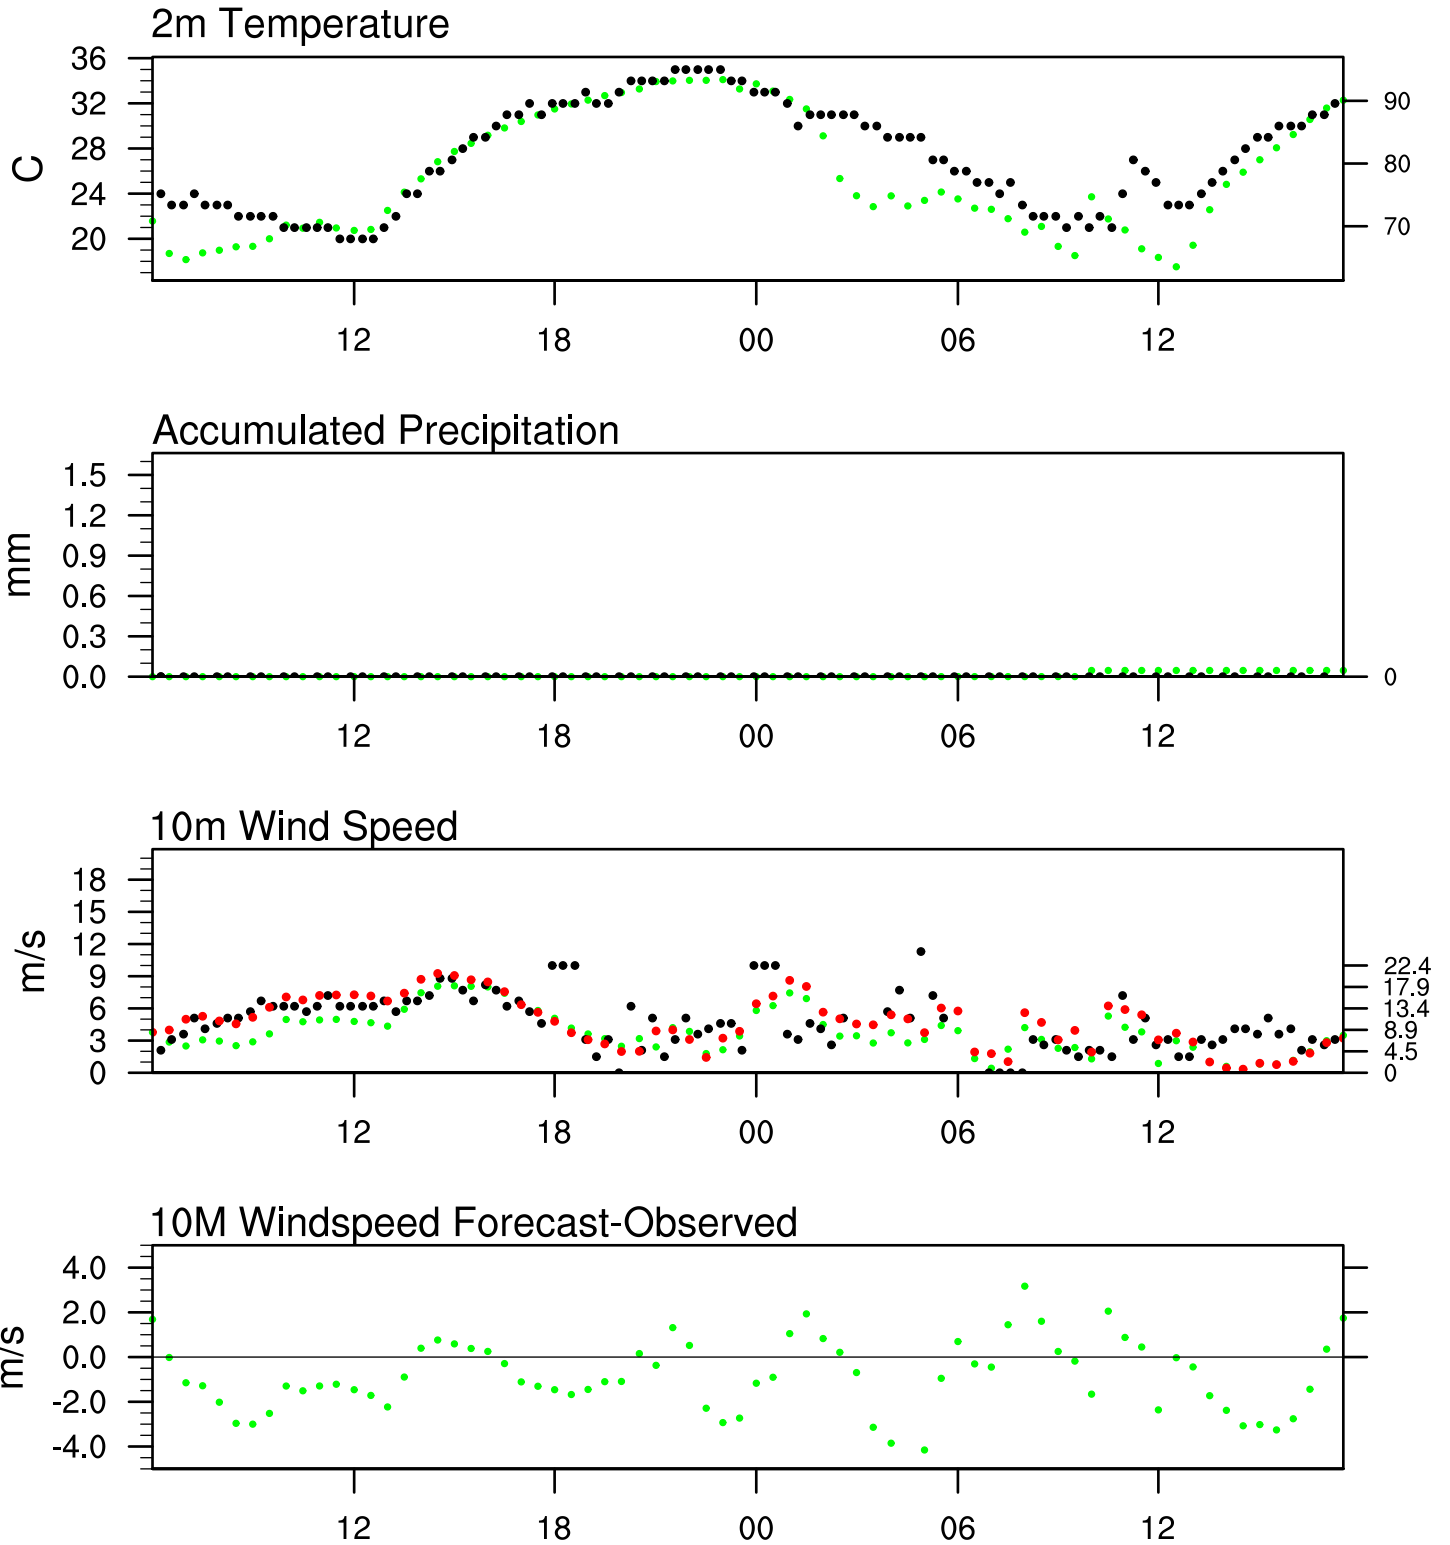 2m Temperature
36
32
28
24
20
C
90
80
70
12 18 00 06 12
Accumulated Precipitation
1.5
1.2
0.9
0.6
0.3
0.0
mm
0
12 18 00 06 12
10m Wind Speed
18
15
12
9
6
3
0
m/s
22.4
17.9
13.4
8.9
4.5
0
12 18 00 06 12
10M Windspeed Forecast-Observed
4.0
2.0
0.0
-2.0
-4.0
m/s
12 18 00 06 12